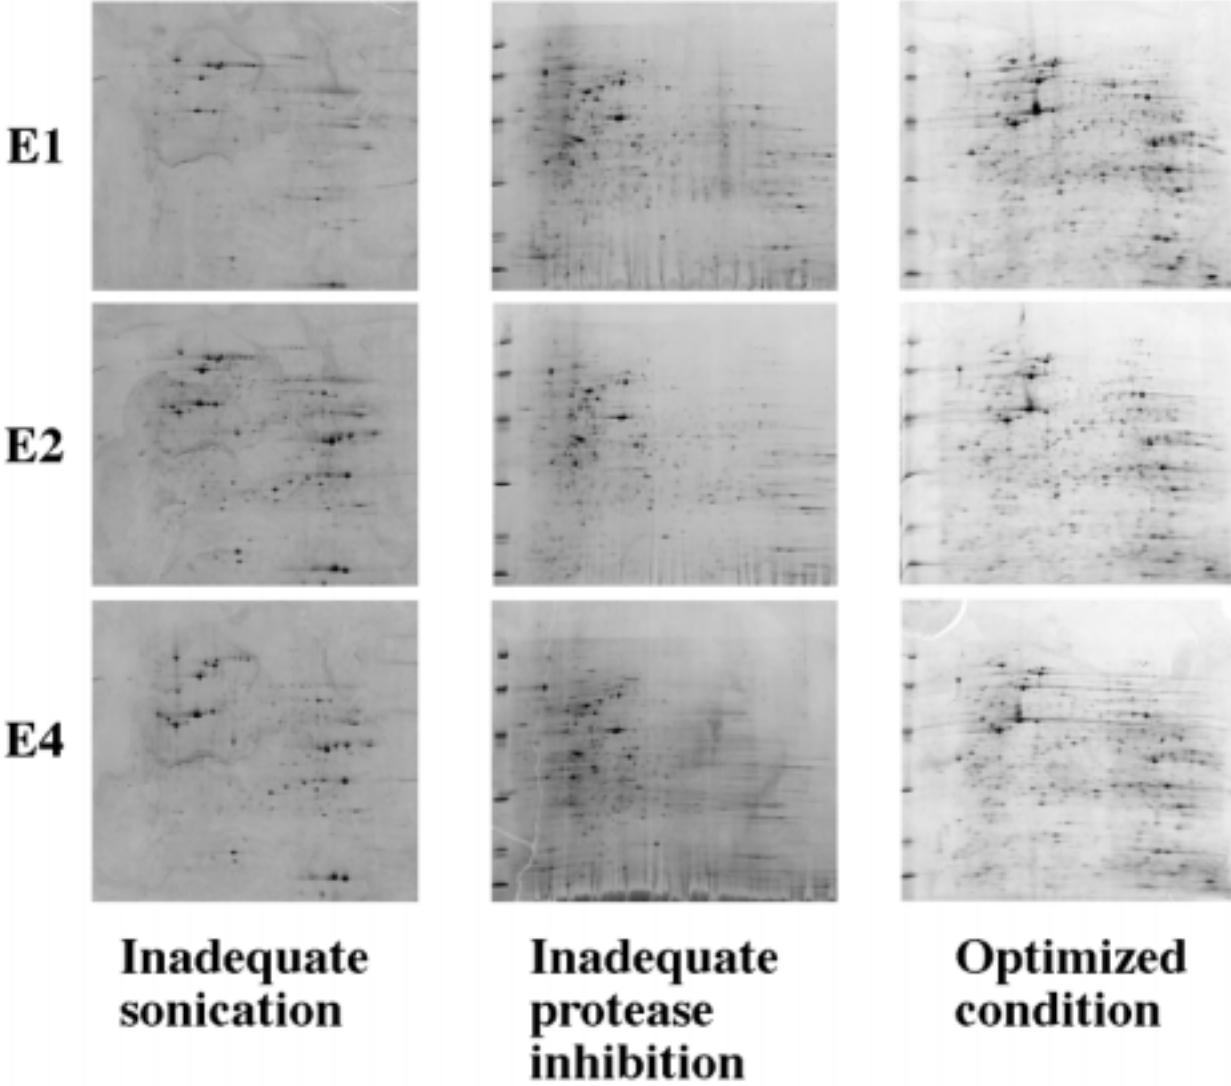 E1
E2
E4
Inadequate
sonication
Inadequate
protease
inhibition
Optimized
condition